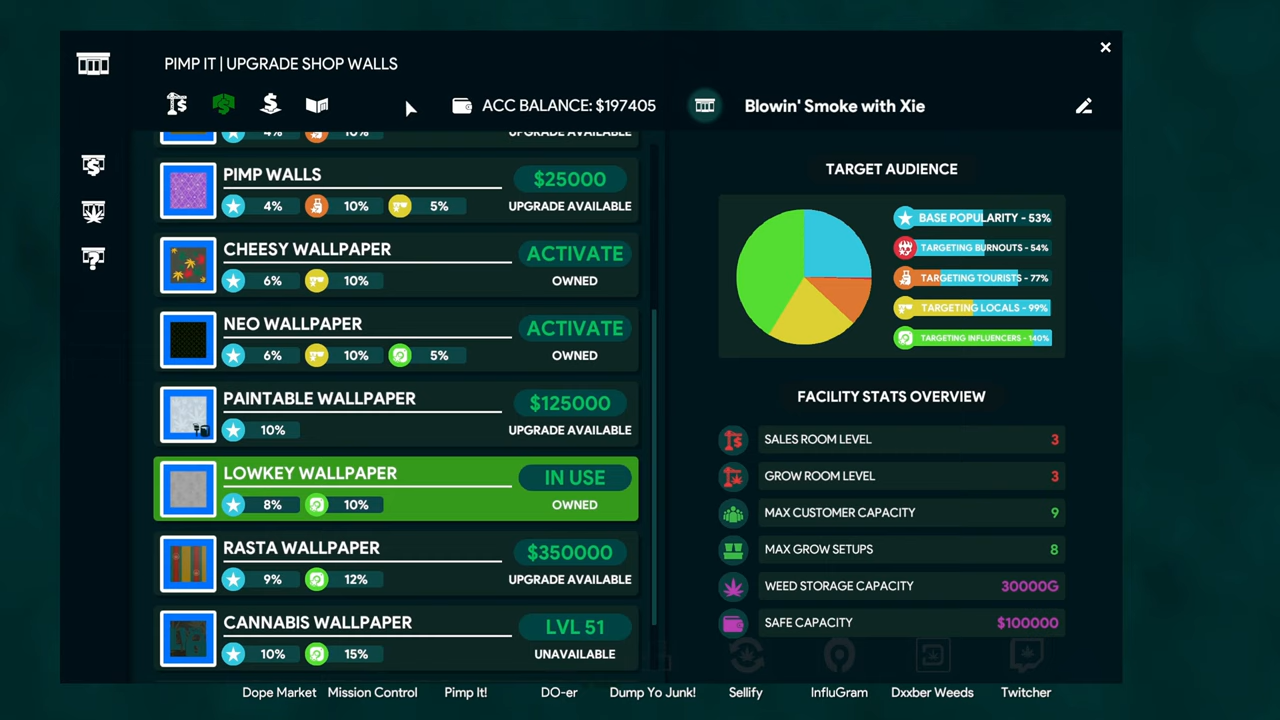 PIMP IT | UPGRADE SHOP WALLS
ACC BALANCE: $197405
Blowin' Smoke with Xie
4% 10% UPGRADE AVAILABLE
PIMP WALLS $25000
4% 10% 5% UPGRADE AVAILABLE
CHEESY WALLPAPER ACTIVATE
6% 10% OWNED
NEO WALLPAPER ACTIVATE
6% 10% 5% OWNED
PAINTABLE WALLPAPER $125000
10% UPGRADE AVAILABLE
LOWKEY WALLPAPER IN USE
8% 10% OWNED
RASTA WALLPAPER $350000
9% 12% UPGRADE AVAILABLE
CANNABIS WALLPAPER LVL 51
10% 15% UNAVAILABLE
TARGET AUDIENCE
BASE POPULARITY - 53%
TARGETING BURNOUTS - 54%
TARGETING TOURISTS - 77%
TARGETING LOCALS - 99%
TARGETING INFLUENCERS - 140%
FACILITY STATS OVERVIEW
SALES ROOM LEVEL 3
GROW ROOM LEVEL 3
MAX CUSTOMER CAPACITY 9
MAX GROW SETUPS 8
WEED STORAGE CAPACITY 30000G
SAFE CAPACITY $100000
Dope Market Mission Control Pimp It! DO-er Dump Yo Junk! Sellify InfluGram Dxxber Weeds Twitcher